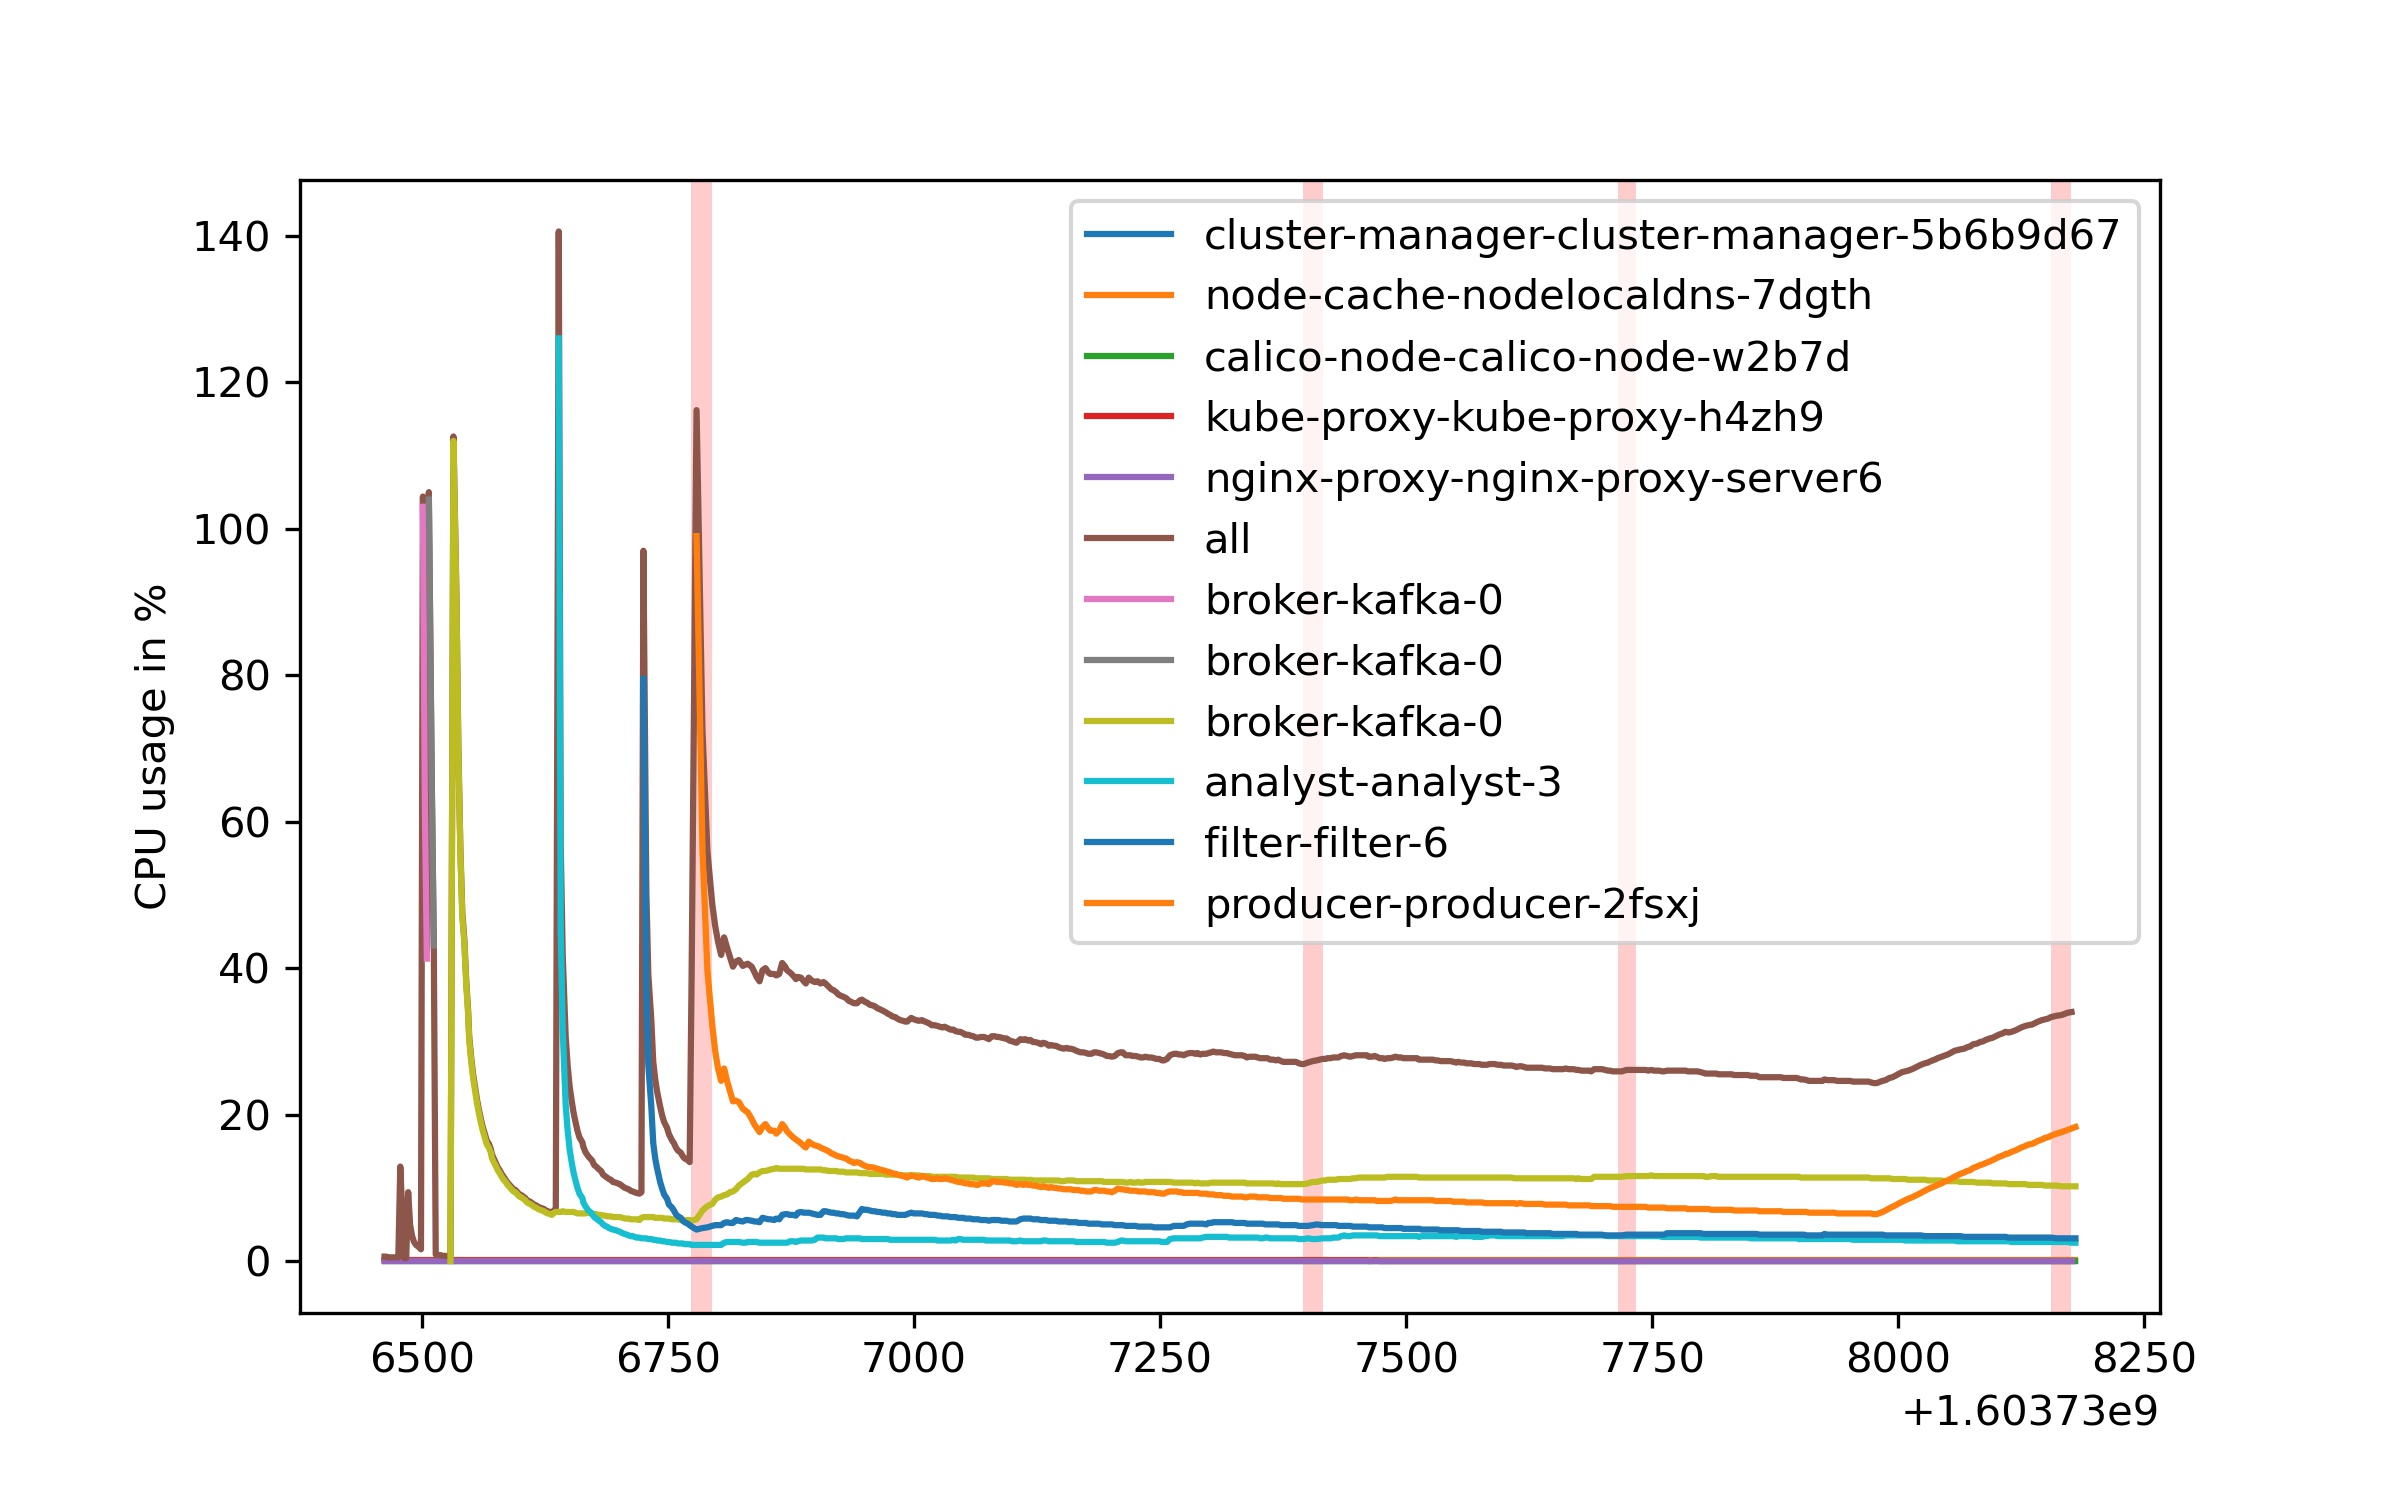 140
120
100
80
60
40
20
0
CPU usage in %
cluster-manager-cluster-manager-5b6b9d67
node-cache-nodelocaldns-7dgth
calico-node-calico-node-w2b7d
kube-proxy-kube-proxy-h4zh9
nginx-proxy-nginx-proxy-server6
all
broker-kafka-0
broker-kafka-0
broker-kafka-0
analyst-analyst-3
filter-filter-6
producer-producer-2fsxj
6500 6750 7000 7250 7500 7750 8000 8250
+1.60373e9